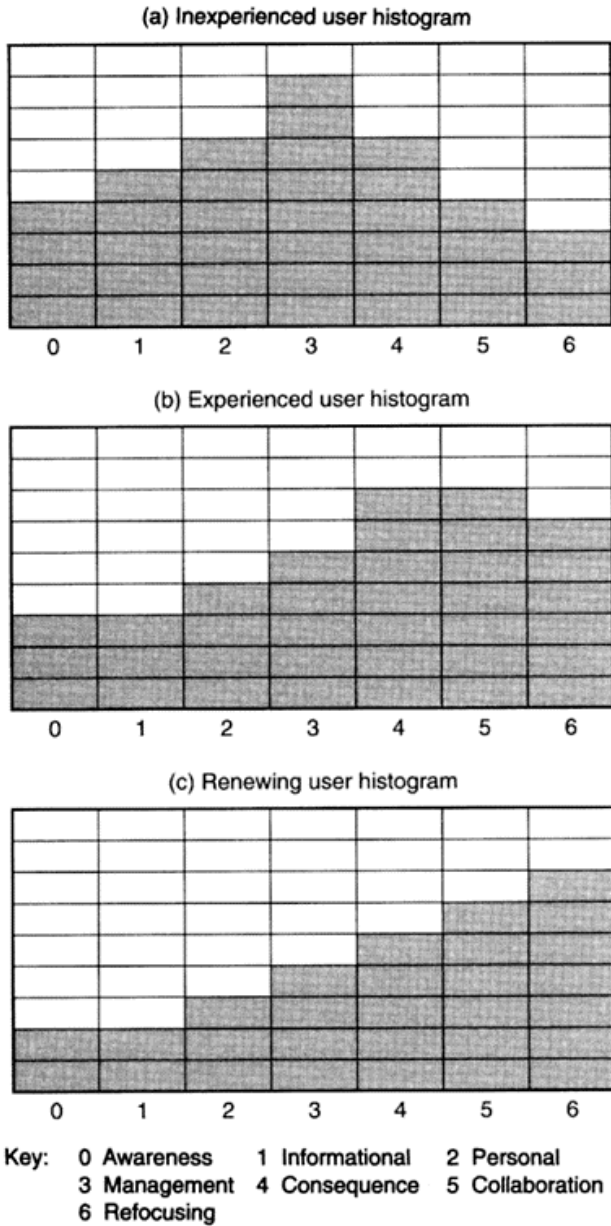 (a) Inexperienced user histogram
0 1 2 3 4 5 6
(b) Experienced user histogram
0 1 2 3 4 5 6
(c) Renewing user histogram
0 1 2 3 4 5 6
Key: 0 Awareness 1 Informational 2 Personal
3 Management 4 Consequence 5 Collaboration
6 Refocusing